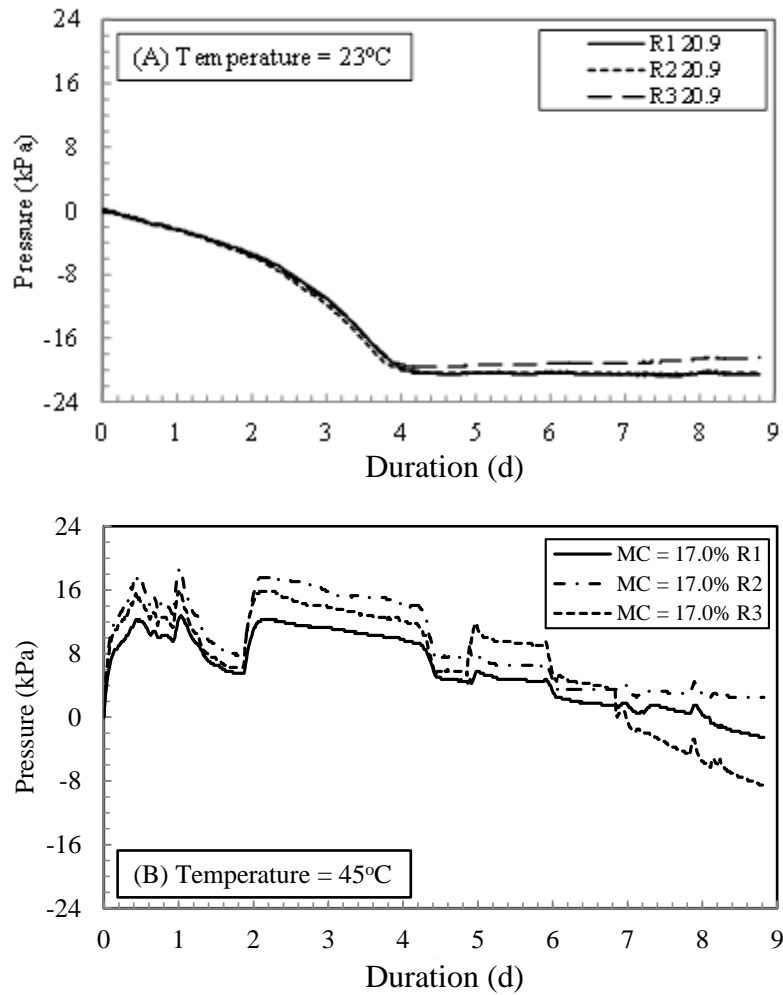 24
16
8
0
-8
-16
-24
Pressure (kPa)
(A) Temperature = 23ºC
R1 20.9
R2 20.9
R3 20.9
0 1 2 3 4 5 6 7 8 9
Duration (d)
24
16
8
0
-8
-16
-24
Pressure (kPa)
MC = 17.0% R1
MC = 17.0% R2
MC = 17.0% R3
(B) Temperature = 45ºC
0 1 2 3 4 5 6 7 8 9
Duration (d)